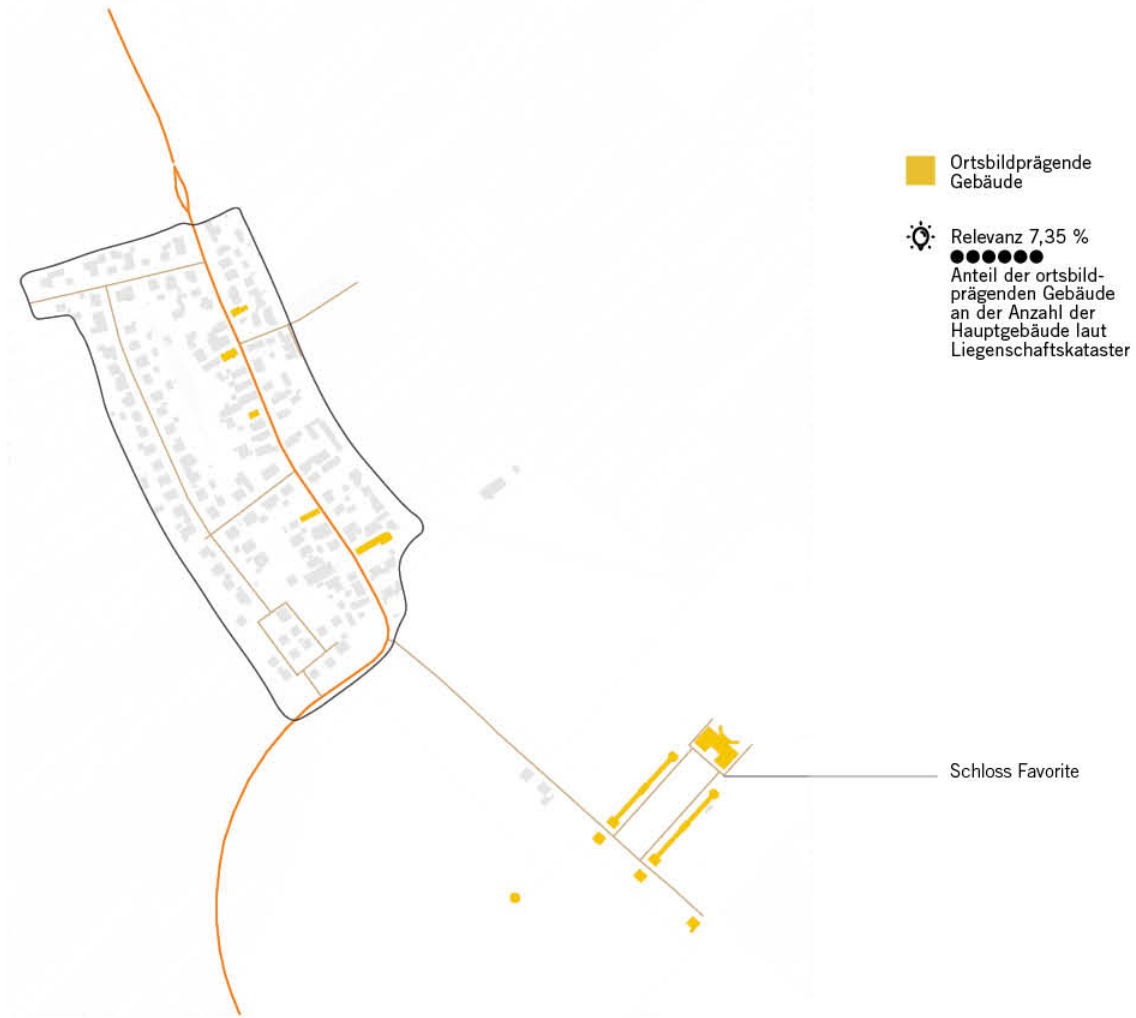 Ortsbildprägende
Gebäude
Relevanz 7,35 %
Anteil der ortsbild-
prägenden Gebäude
an der Anzahl der
Hauptgebäude laut
Liegenschaftskataster
Schloss Favorite